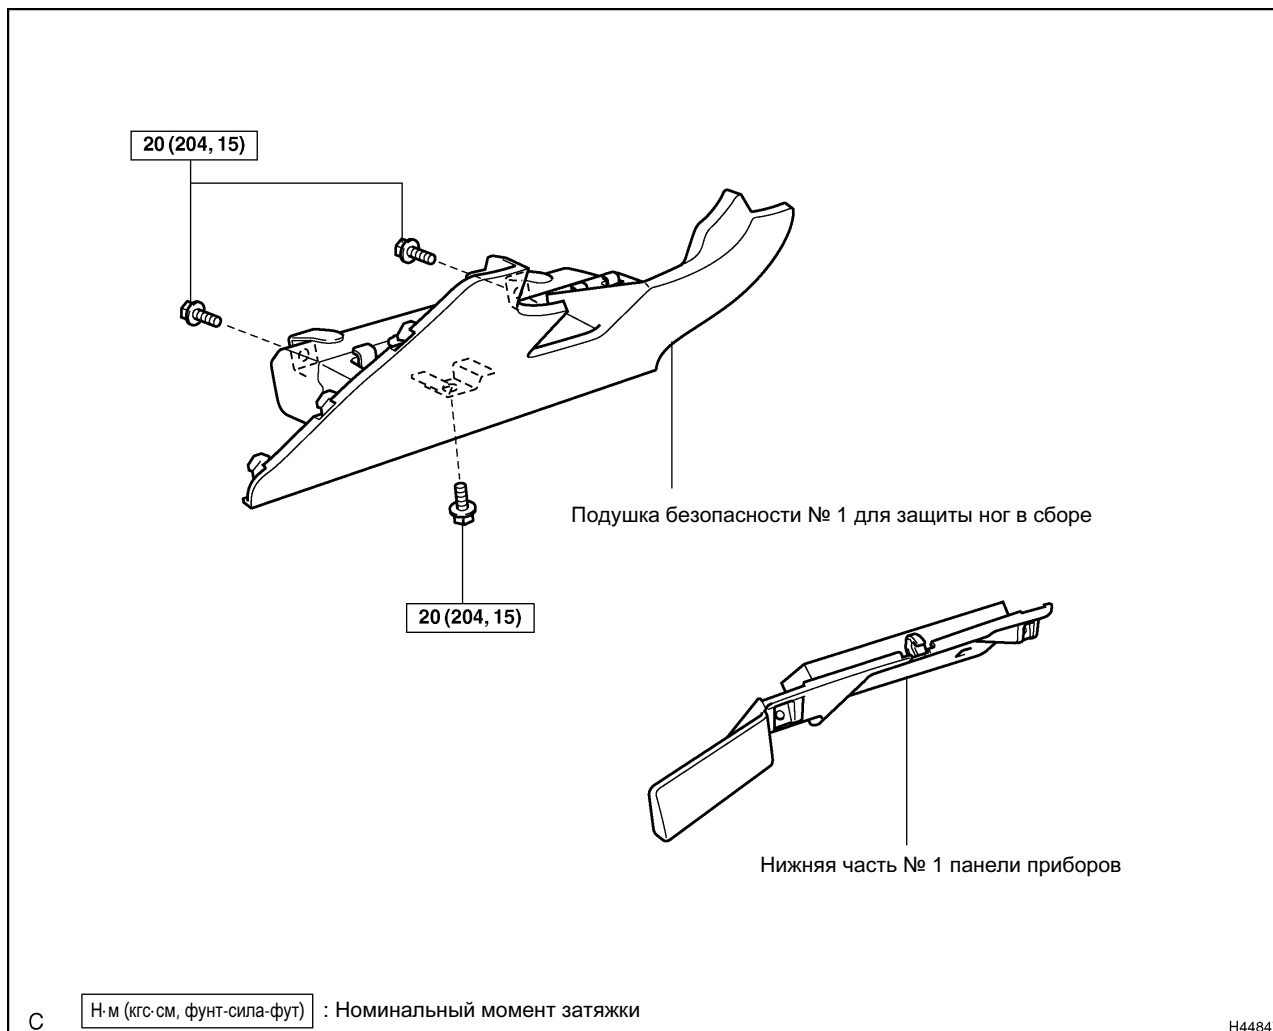 20 (204, 15)
Подушка безопасности № 1 для защиты ног в сборе
20 (204, 15)
Нижняя часть № 1 панели приборов
Н·м (кгс·см, фунт-сила-фут) : Номинальный момент затяжки
C
H4484